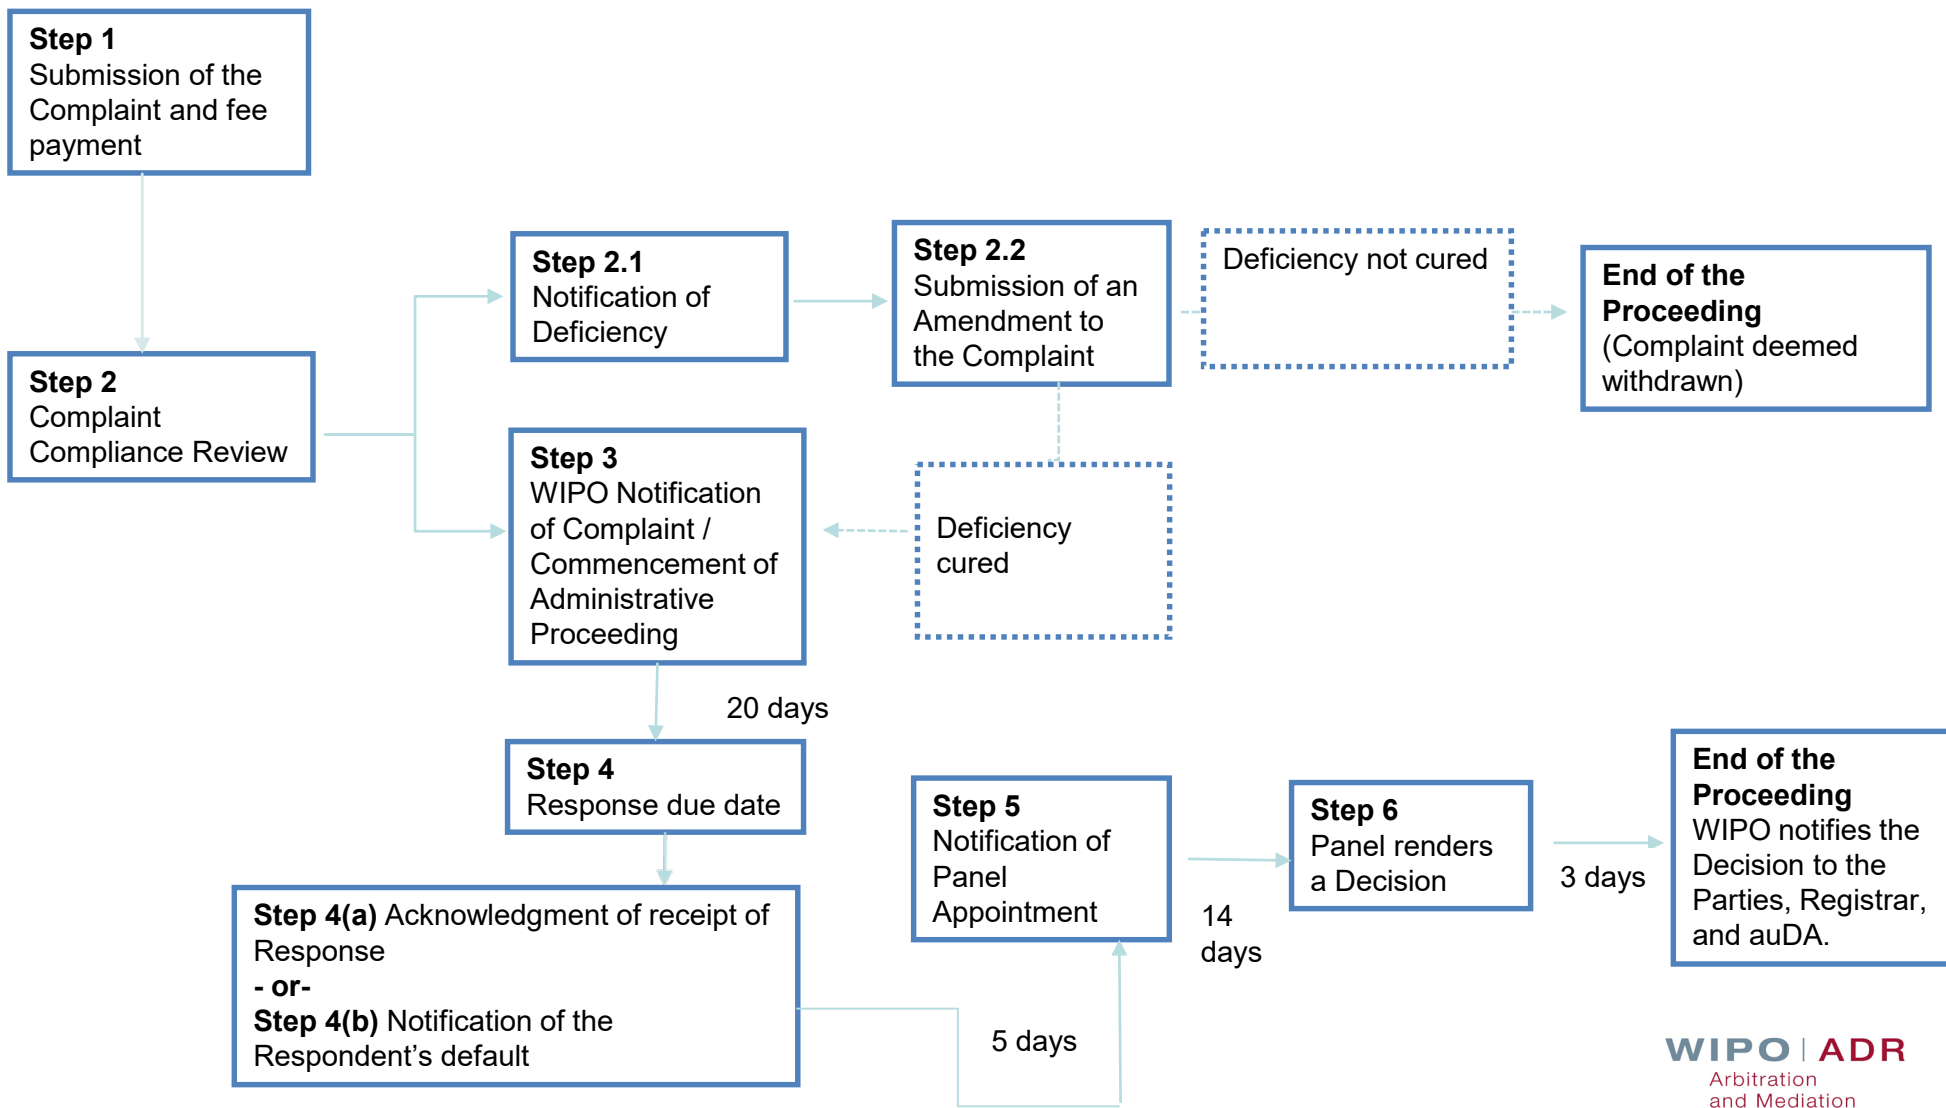 Step 1
Submission of the
Complaint and fee
payment
Step 2
Complaint
Compliance Review
Step 2.1
Notification of
Deficiency
Step 2.2
Submission of an
Amendment to
the Complaint
Deficiency not cured
End of the
Proceeding
(Complaint deemed
withdrawn)
Step 3
WIPO Notification
of Complaint /
Commencement of
Administrative
Proceeding
Deficiency
cured
20 days
Step 4
Response due date
Step 4(a) Acknowledgment of receipt of
Response
- or-
Step 4(b) Notification of the
Respondent’s default
5 days
Step 5
Notification of
Panel
Appointment
14
days
Step 6
Panel renders
a Decision
3 days
End of the
Proceeding
WIPO notifies the
Decision to the
Parties, Registrar,
and auDA.
WIPO | ADR
Arbitration
and Mediation